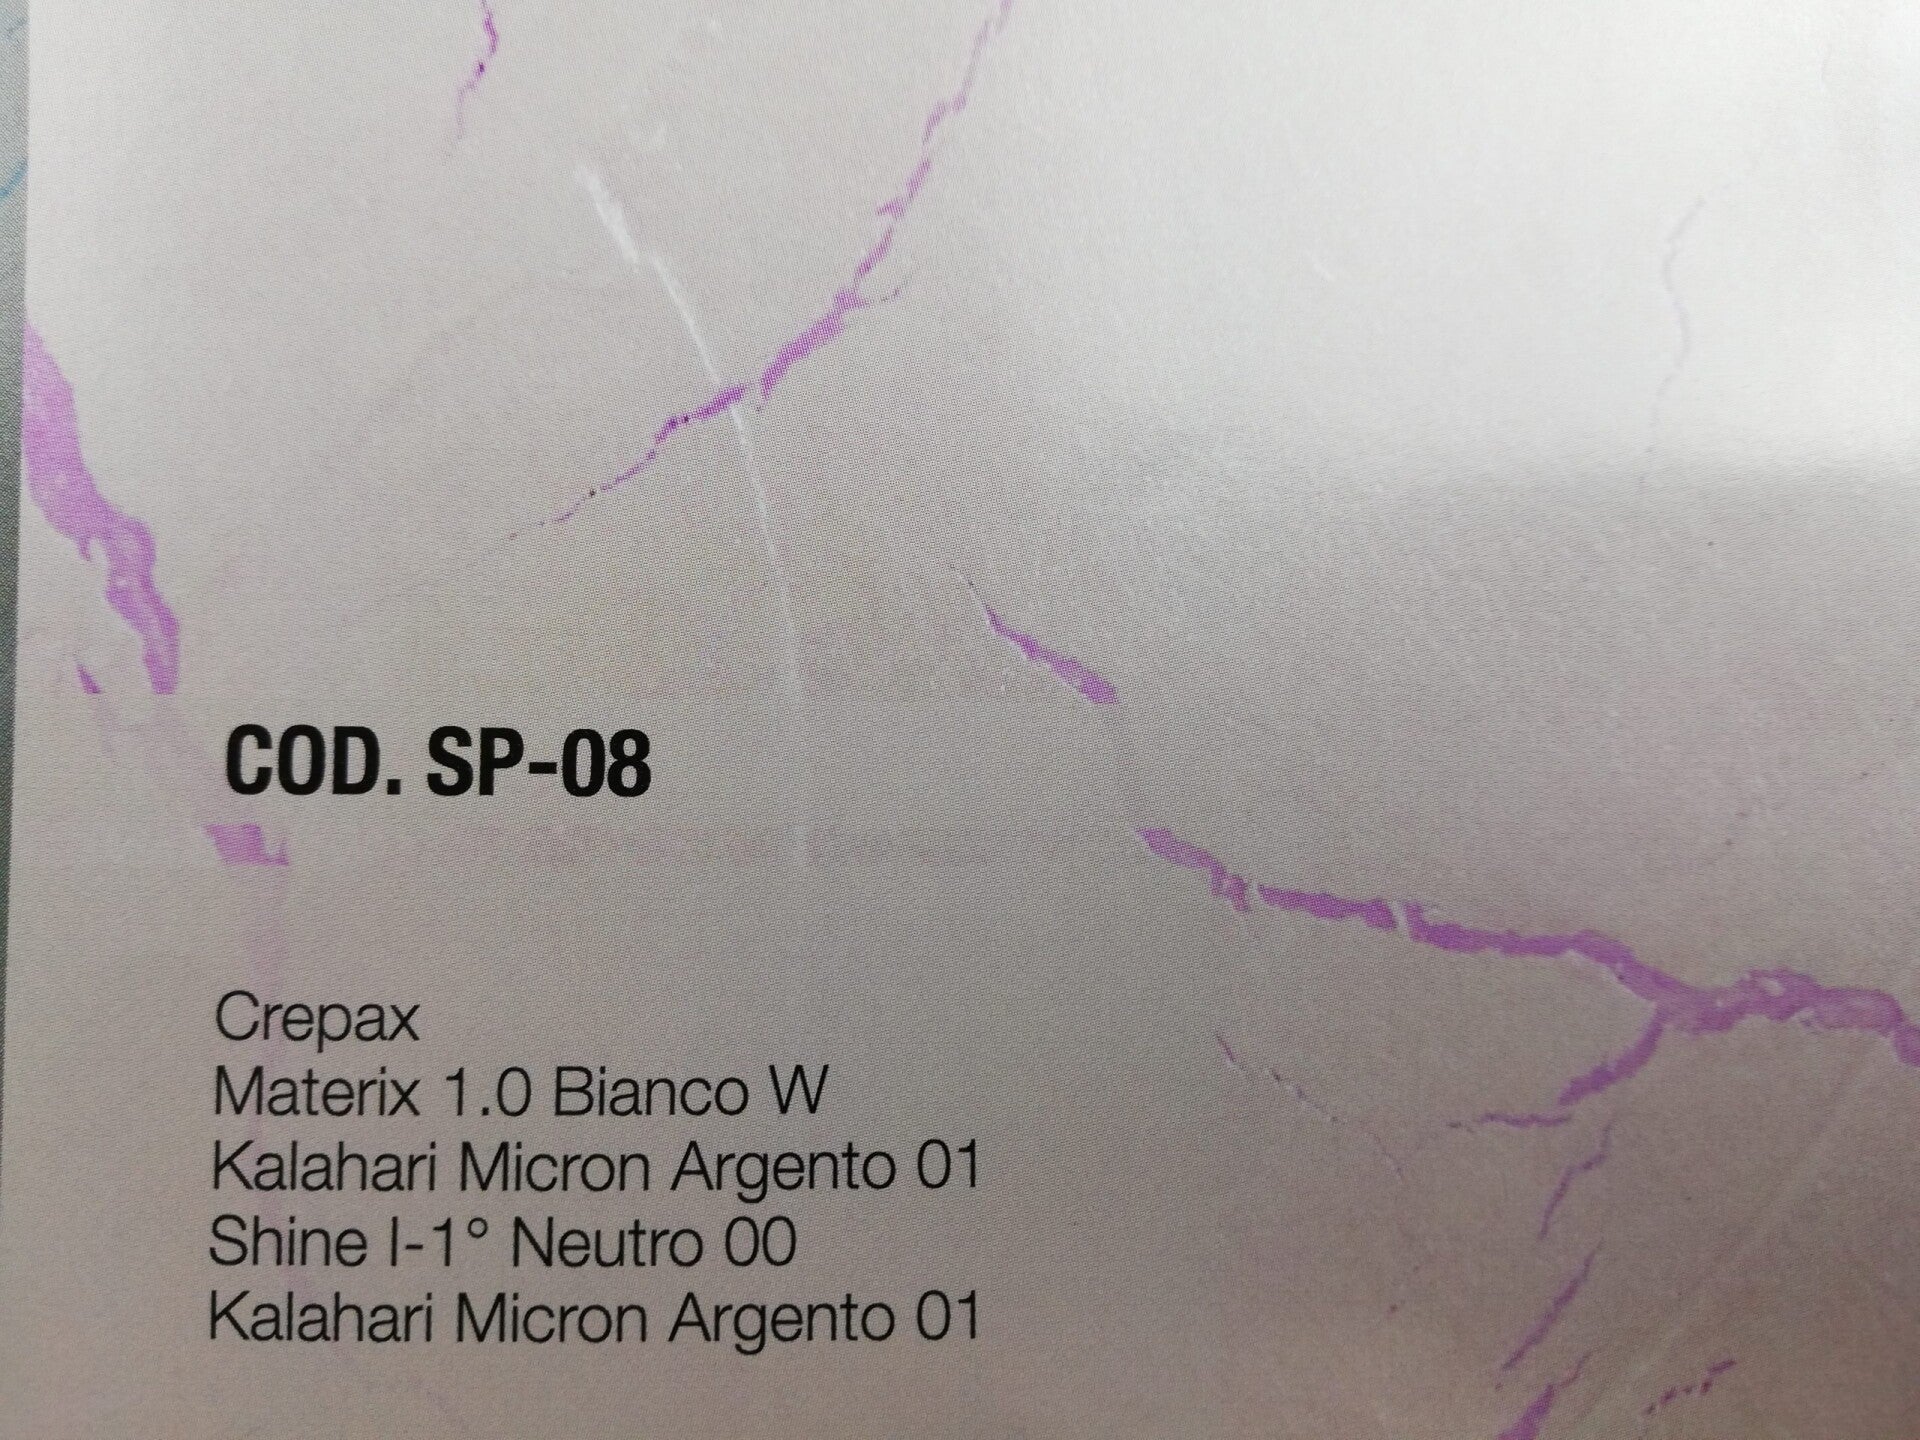 COD. SP-08
Crepax
Materix 1.0 Bianco W
Kalahari Micron Argento 01
Shine I-1° Neutro 00
Kalahari Micron Argento 01